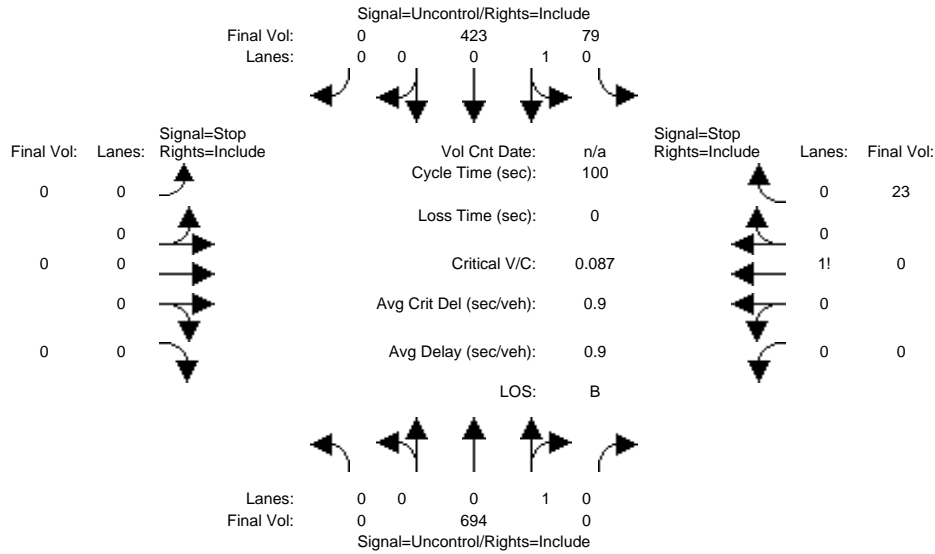 Signal=Uncontrol/Rights=Include
Final Vol: 0 423 79
Lanes: 0 0 0 1 0
Signal=Stop Signal=Stop
Final Vol: Lanes: Rights=Include Vol Cnt Date: n/a Rights=Include Lanes: Final Vol:
Cycle Time (sec): 100
0 0 0 23
Loss Time (sec): 0
0 0
0 0 Critical V/C: 0.087 1! 0
0 Avg Crit Del (sec/veh): 0.9 0
0 0 Avg Delay (sec/veh): 0.9 0 0
LOS: B
Lanes: 0 0 0 1 0
Final Vol: 0 694 0
Signal=Uncontrol/Rights=Include